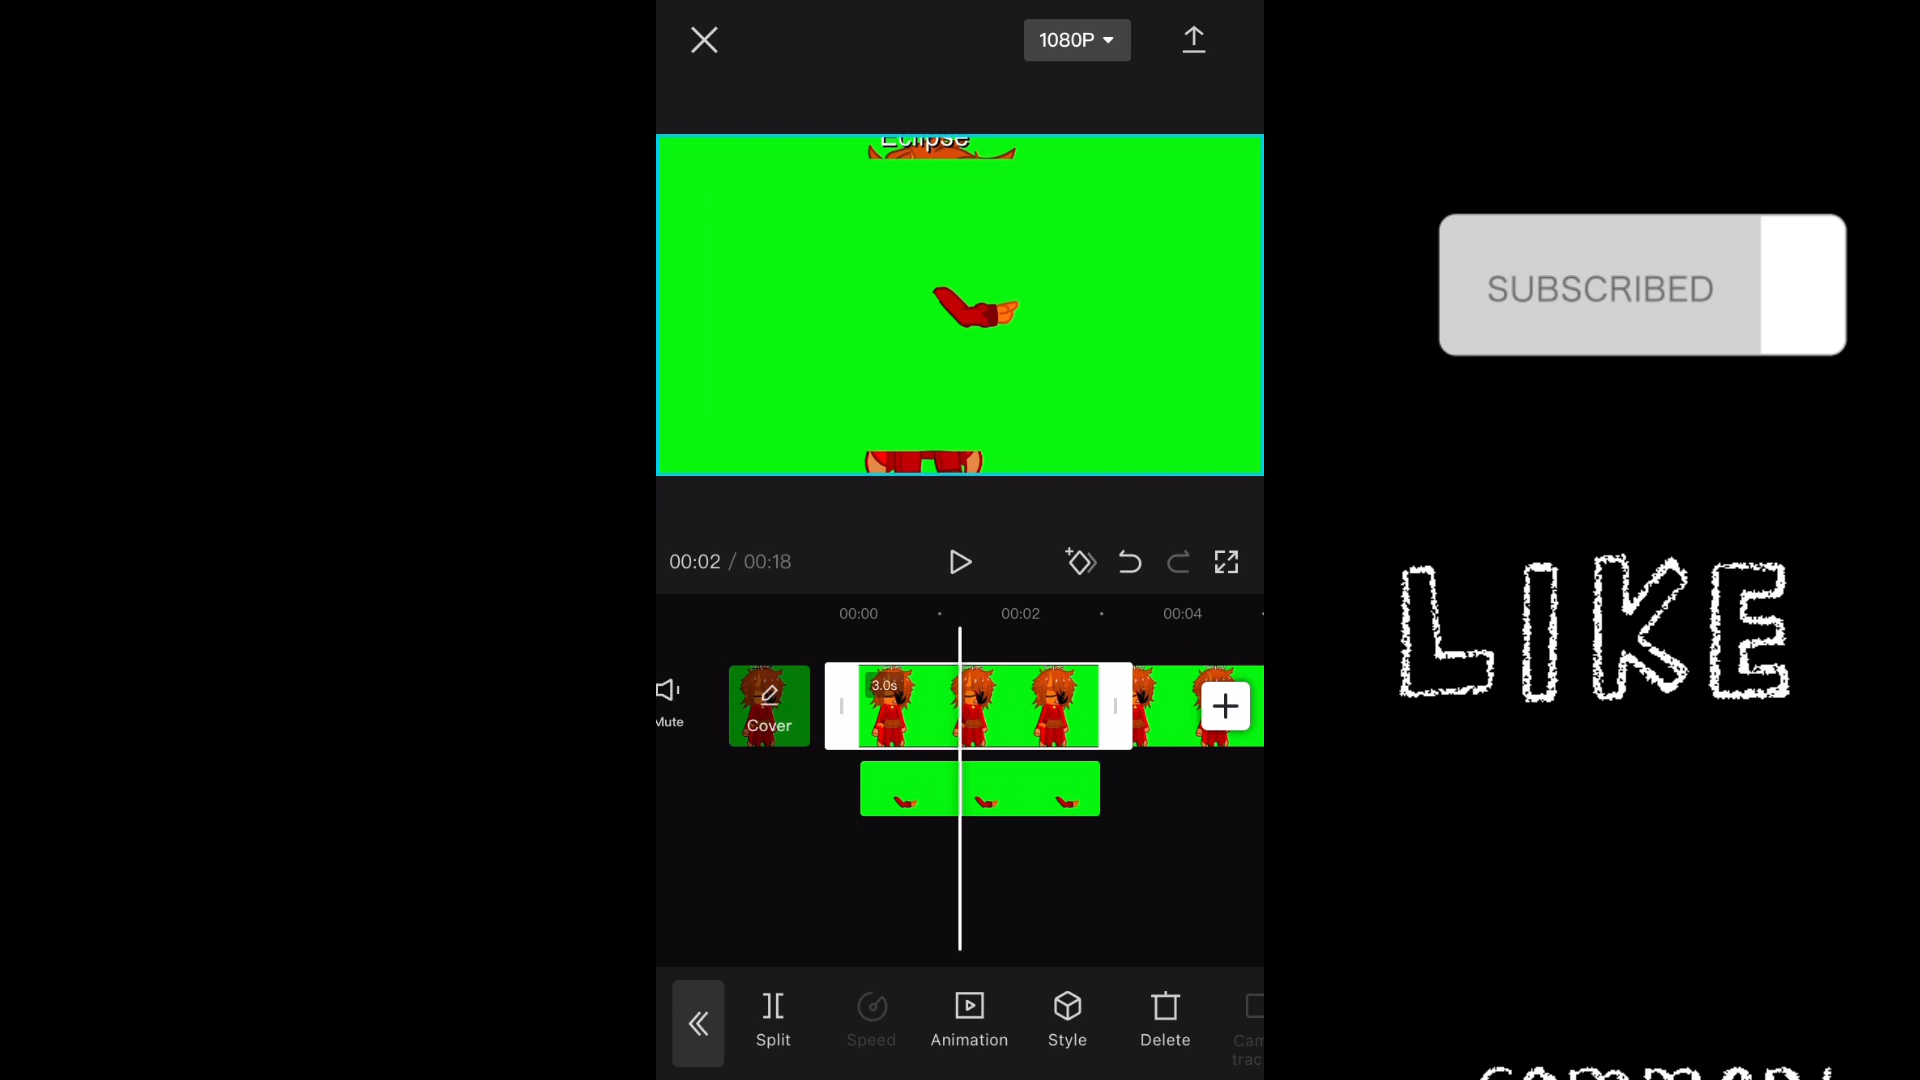 1080P
Eclipse
SUBSCRIBED
LIKE
00:02 / 00:18
00:00 00:02 00:04
Mute
Cover
3.0s
Split
Speed
Animation
Style
Delete